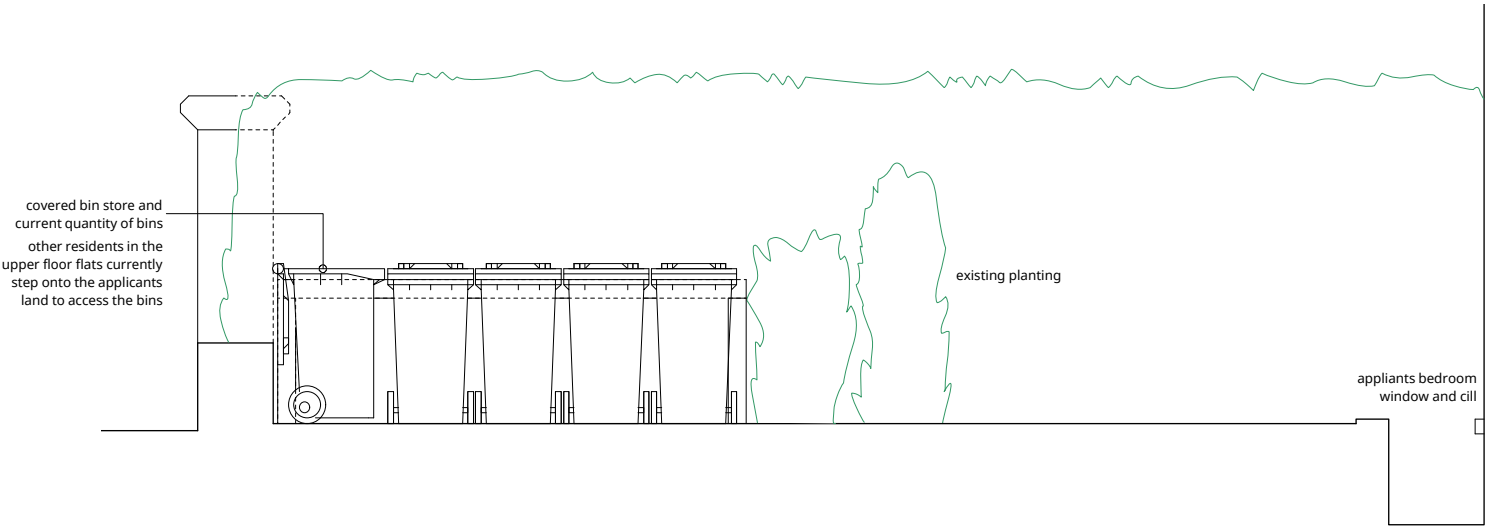 covered bin store and
current quantity of bins
other residents in the
upper floor flats currently
step onto the applicants
land to access the bins
existing planting
appliants bedroom
window and cill